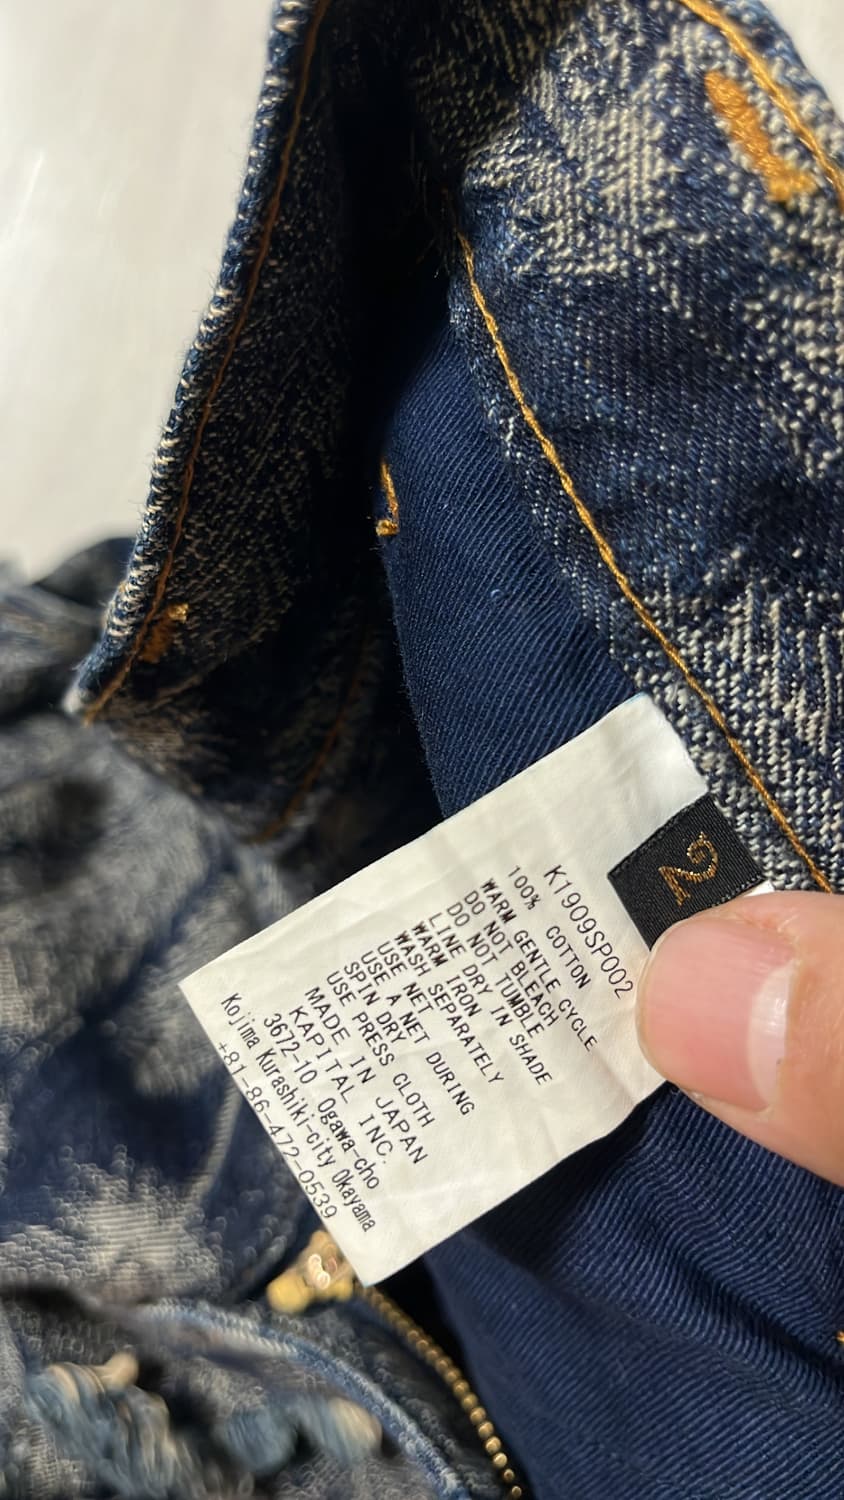 2
K1909SP002
100% COTTON
WARM GENTLE CYCLE
DO NOT BLEACH
DO NOT TUMBLE
LINE DRY IN SHADE
WARM IRON
WASH SEPARATELY
USE NET
USE A NET DURING
SPIN DRY
USE PRESS CLOTH
MADE IN JAPAN
KAPITAL INC.
3672-10 Ogawa-cho
Kojima Kurashiki-city Okayama
+81-86-472-0539